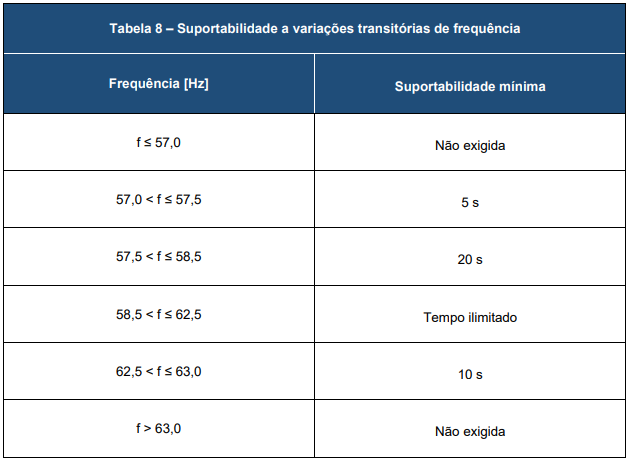 Tabela 8 – Suportabilidade a variações transitórias de frequência
Frequência [Hz] Suportabilidade mínima
f ≤ 57,0 Não exigida
57,0 < f ≤ 57,5 5 s
57,5 < f ≤ 58,5 20 s
58,5 < f ≤ 62,5 Tempo ilimitado
62,5 < f ≤ 63,0 10 s
f > 63,0 Não exigida